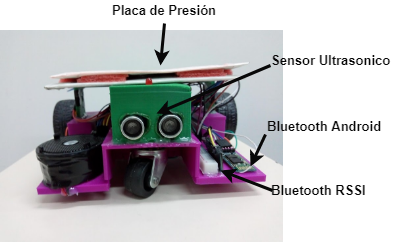 Placa de Presión
Sensor Ultrasonico
Bluetooth Android
Bluetooth RSSI